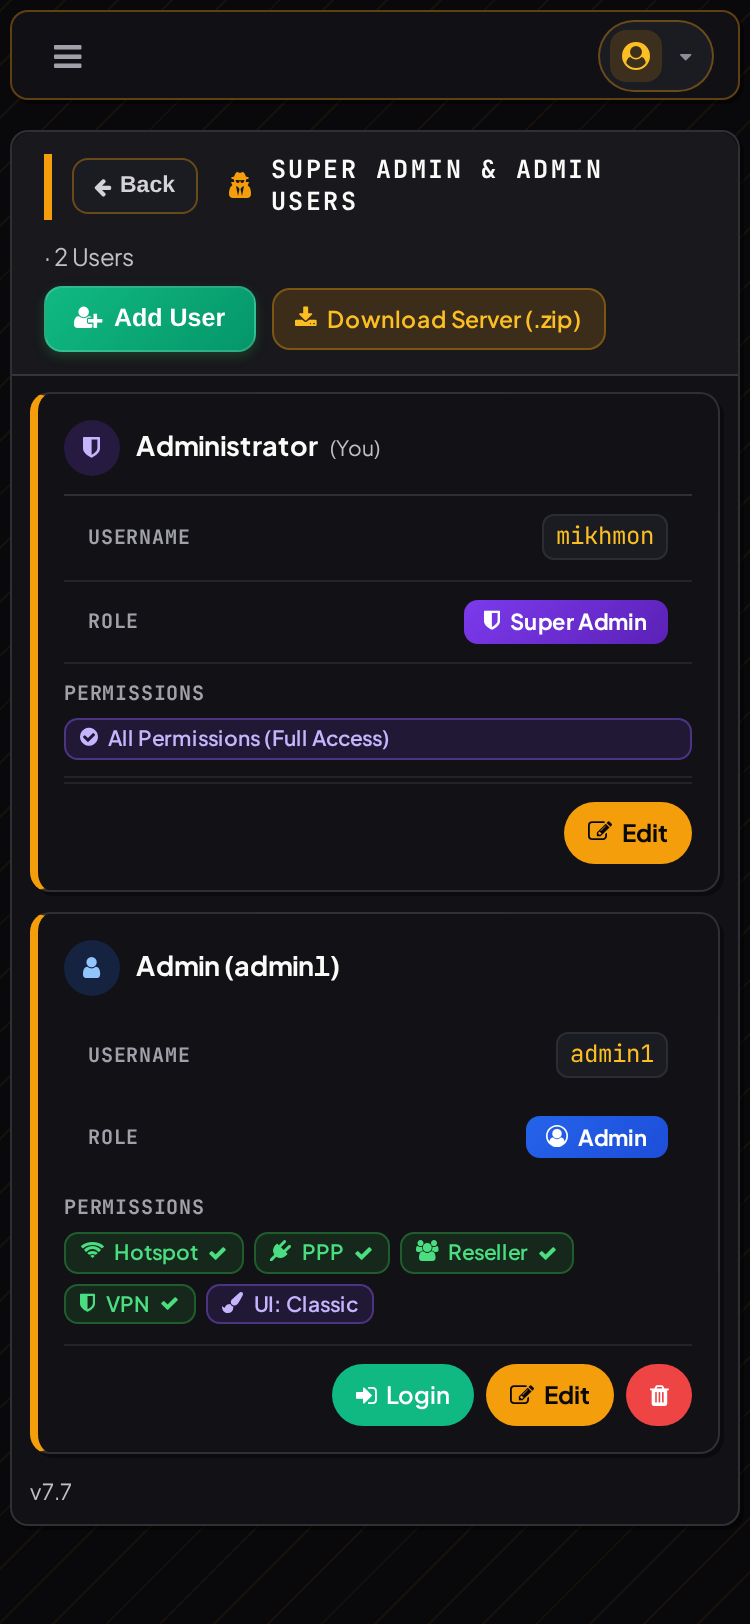 Back
SUPER ADMIN & ADMIN
USERS
· 2 Users
Add User
Download Server (.zip)
Administrator (You)
USERNAME mikhmon
ROLE Super Admin
PERMISSIONS
All Permissions (Full Access)
Edit
Admin (admin1)
USERNAME admin1
ROLE Admin
PERMISSIONS
Hotspot PPP Reseller
VPN UI: Classic
Login Edit
v7.7